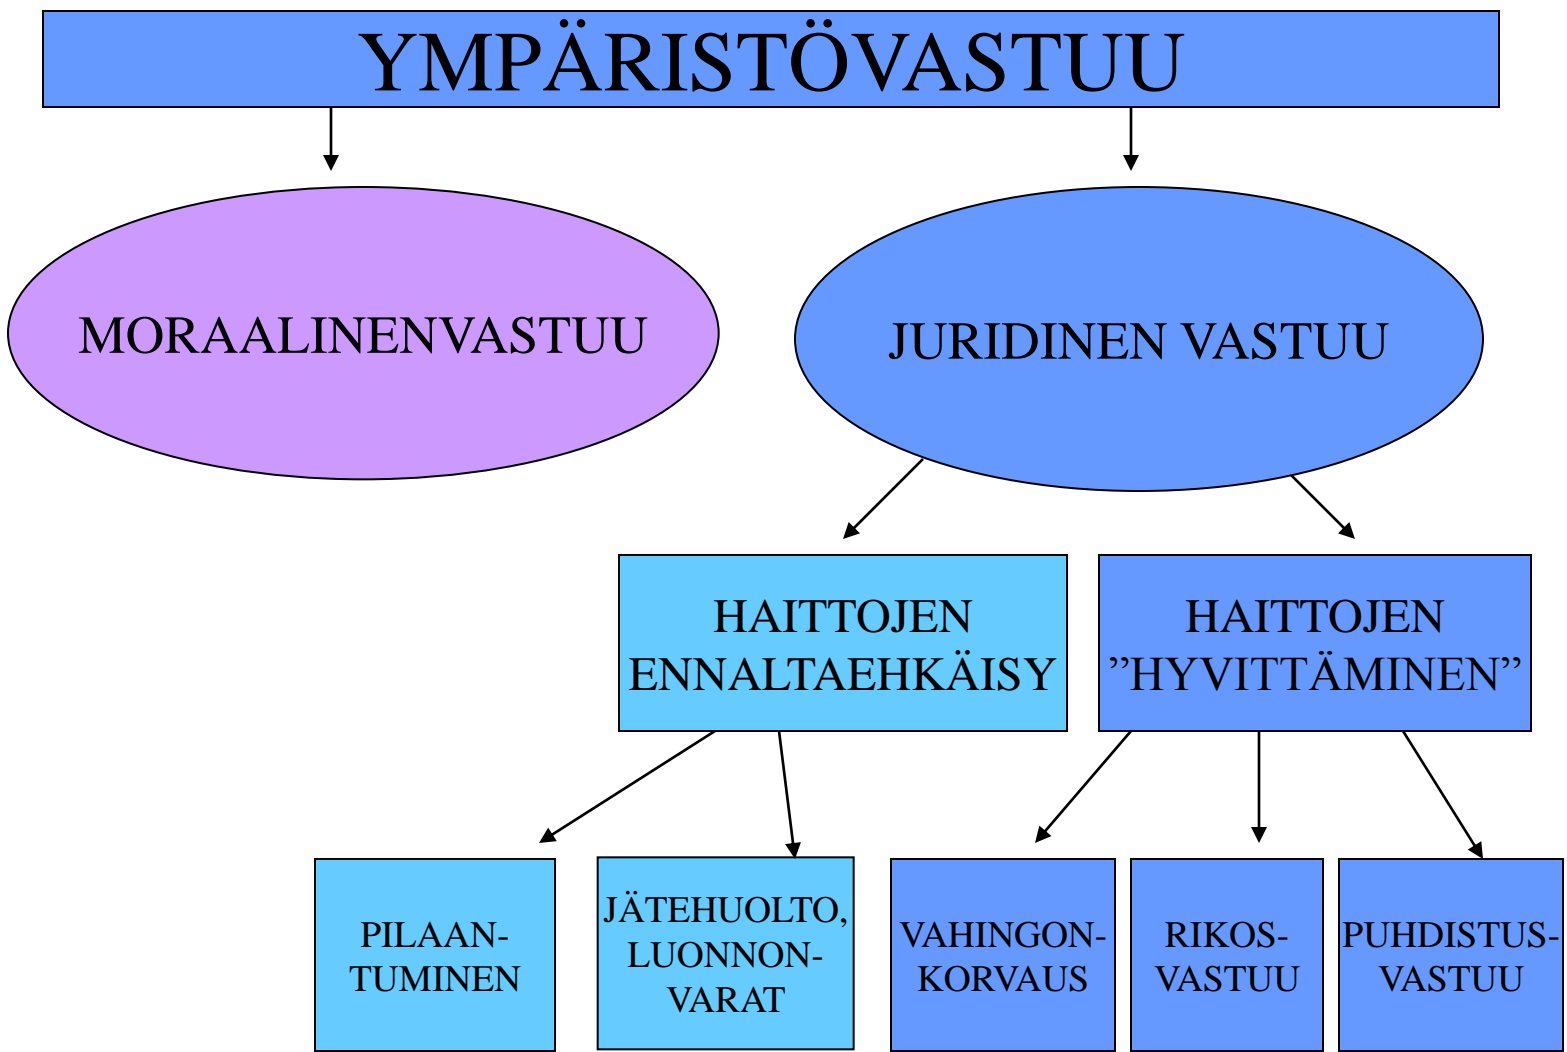 YMPÄRISTÖVASTUU
MORAALINENVASTUU
JURIDINEN VASTUU
HAITTOJEN
ENNALTAEHKÄISY
HAITTOJEN
”HYVITTÄMINEN”
PILAAN-
TUMINEN
JÄTEHUOLTO,
LUONNON-
VARAT
VAHINGON-
KORVAUS
RIKOS-
VASTUU
PUHDISTUS-
VASTUU